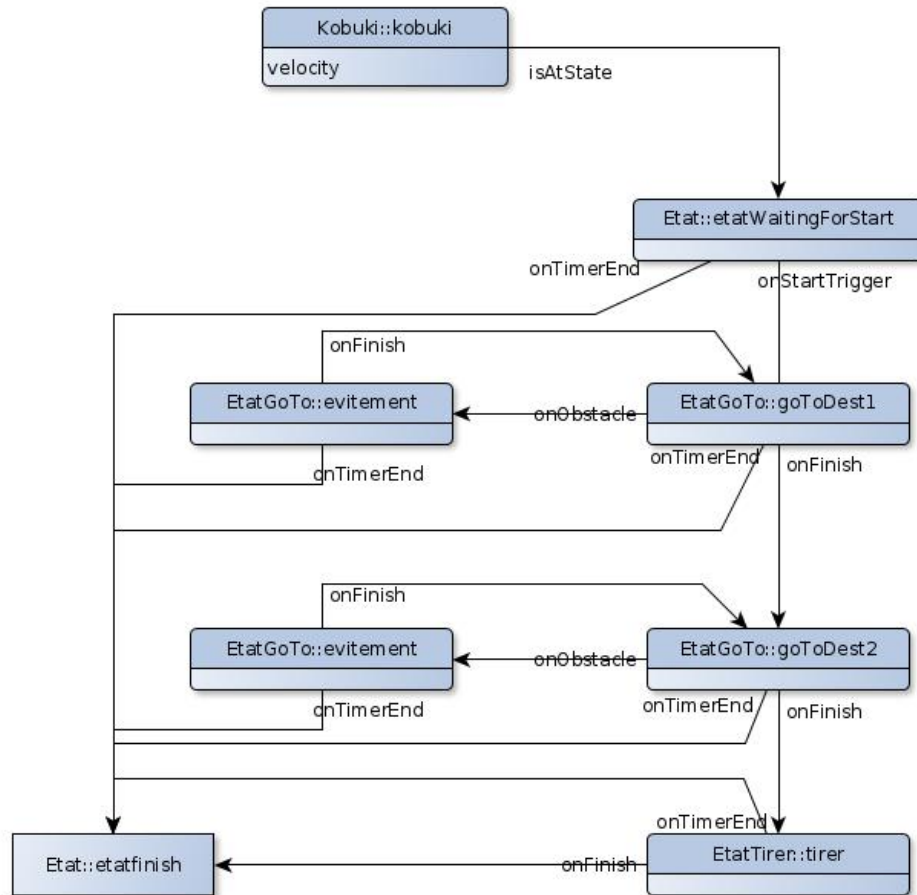 Kobuki::kobuki
velocity
isAtState
Etat::etatWaitingForStart
onTimerEnd
onStartTrigger
onFinish
EtatGoTo::evitement
onObstacle
EtatGoTo::goToDest1
onTimerEnd
onTimerEnd
onFinish
onFinish
EtatGoTo::evitement
onObstacle
EtatGoTo::goToDest2
onTimerEnd
onTimerEnd
onFinish
onTimerEnd
Etat::etatfinish
onFinish
EtatTirer::tirer